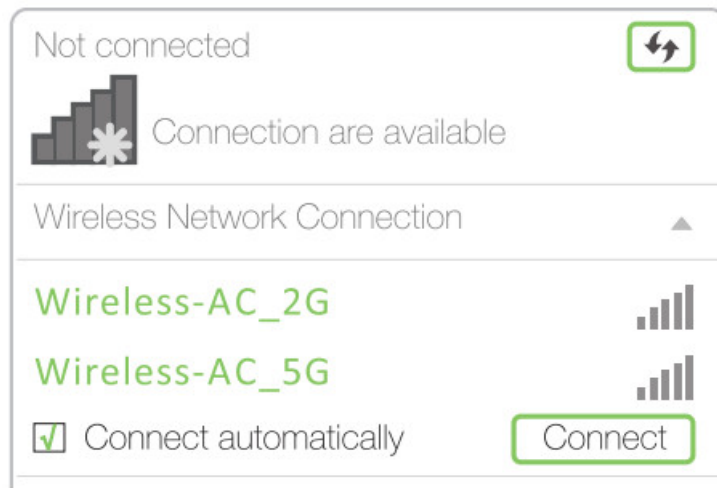 Not connected
Connection are available
Wireless Network Connection
Wireless-AC_2G
Wireless-AC_5G
Connect automatically
Connect